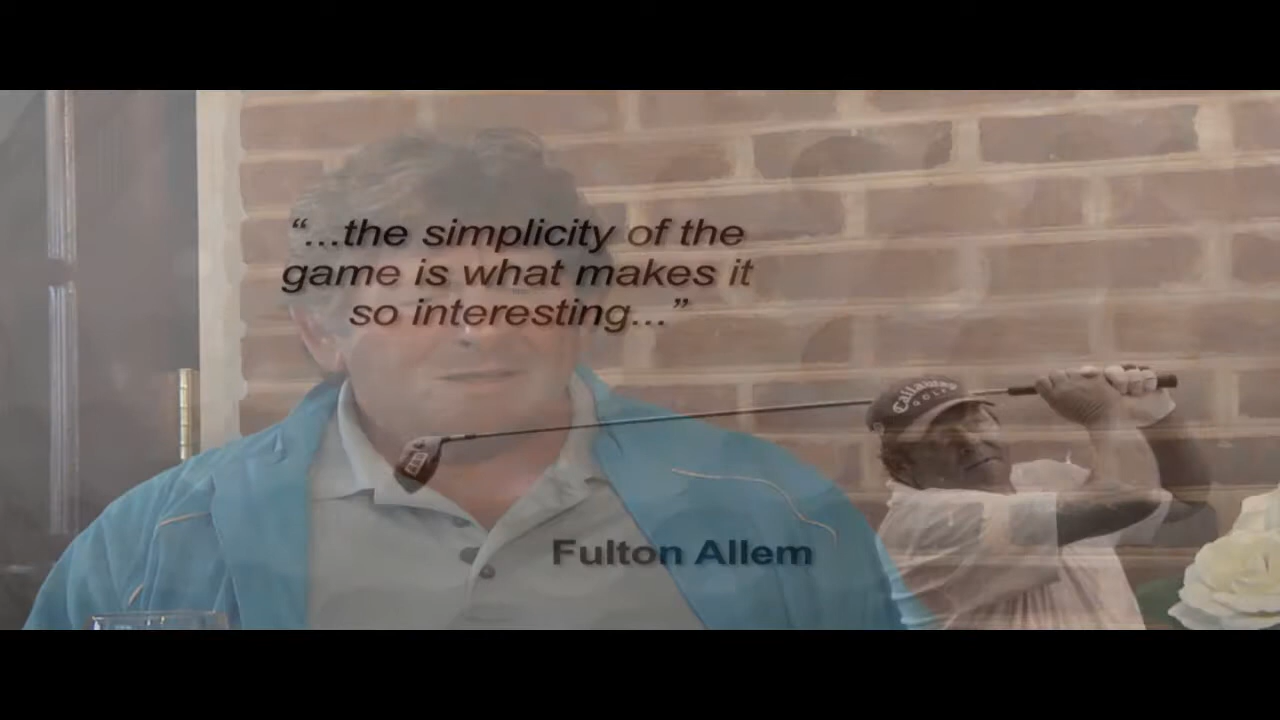 “...the simplicity of the
game is what makes it
so interesting...”
Callaway
GOLF
Fulton Allem